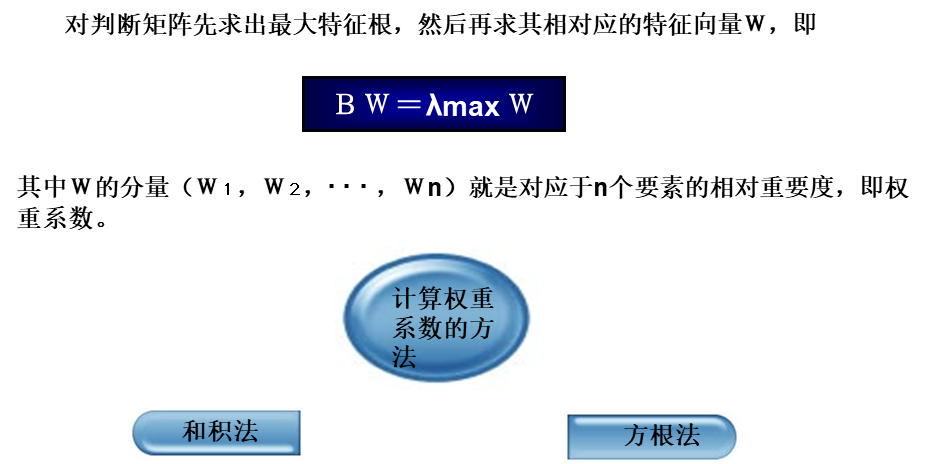 对判断矩阵先求出最大特征根，然后再求其相对应的特征向量W，即
B W＝λmax W
其中W的分量（W1，W2，···，Wn）就是对应于n个要素的相对重要度，即权
重系数。
计算权重
系数的方
法
和积法
方根法